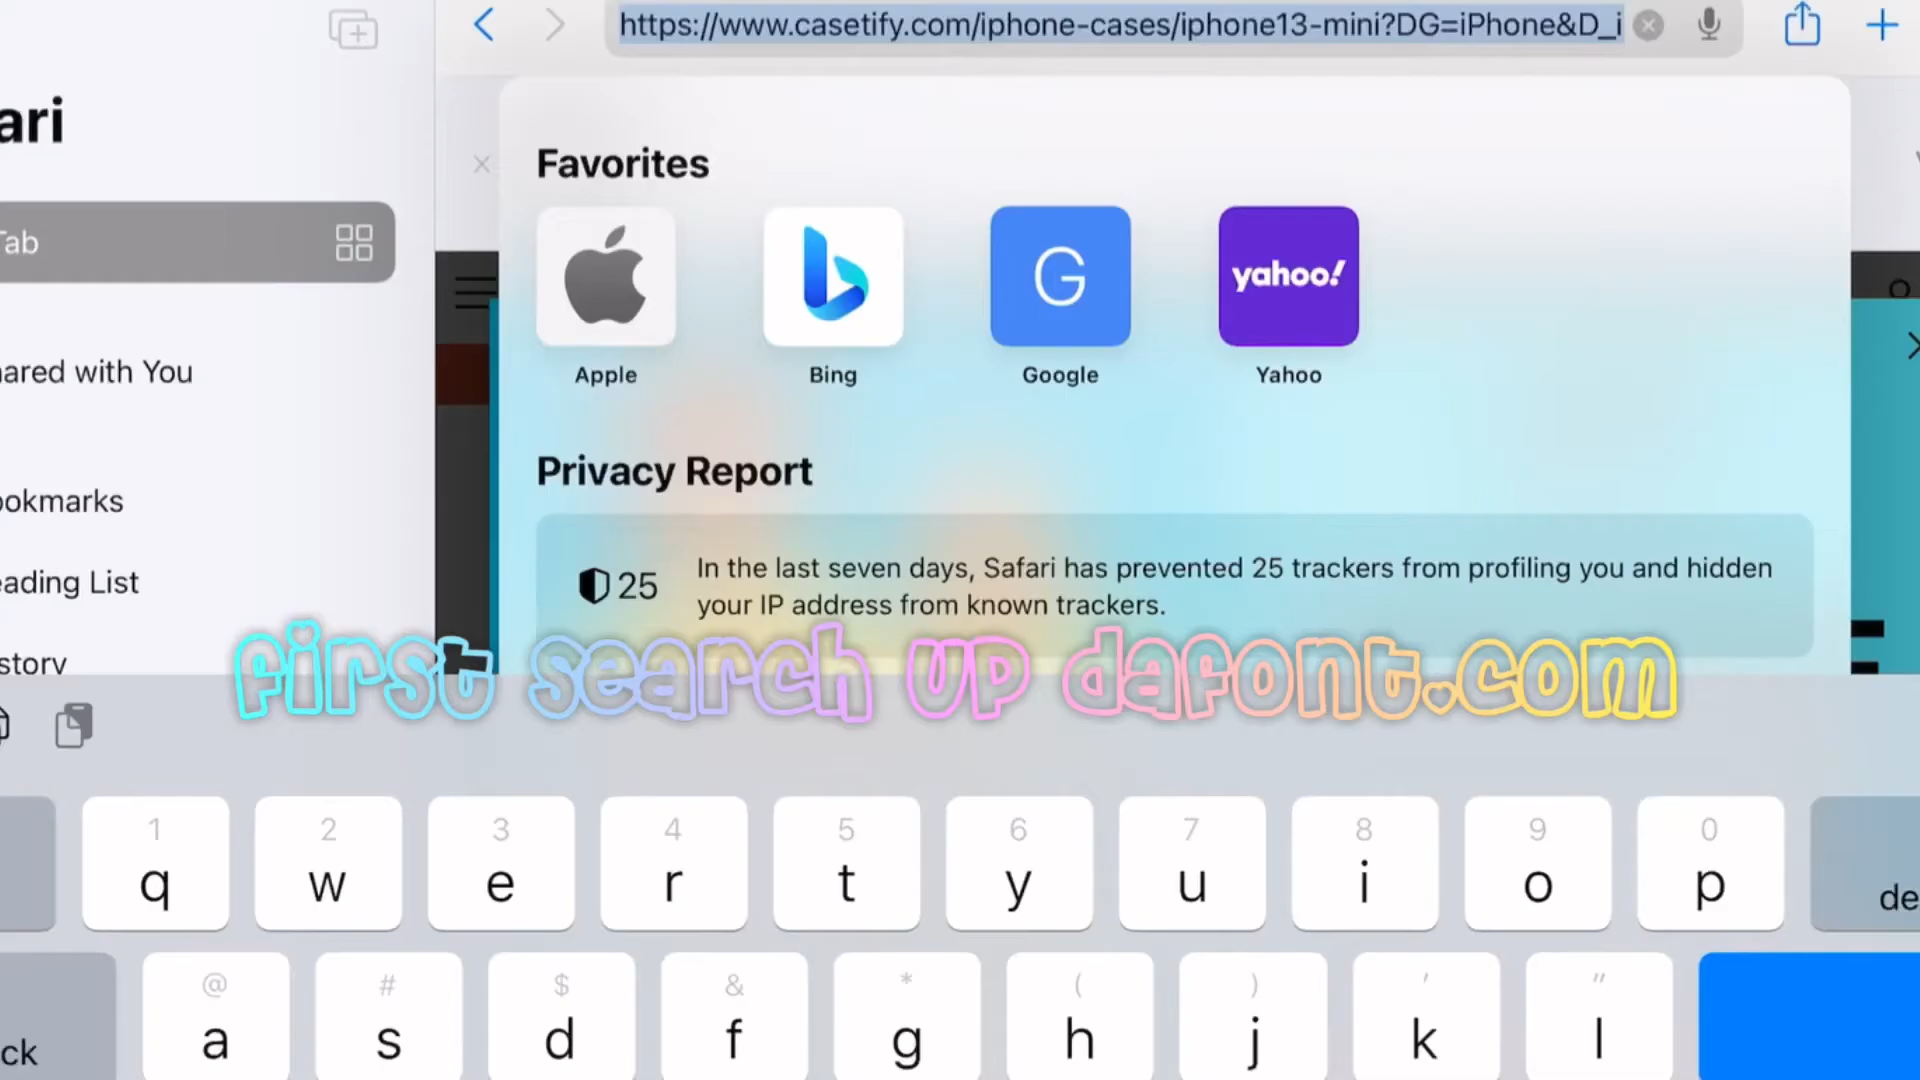 https://www.casetify.com/iphone-cases/iphone13-mini?DG=iPhone&D_i
ari
Tab
ared with You
okmarks
ading List
story
Favorites
Apple
Bing
G
Google
yahoo!
Yahoo
Privacy Report
25
In the last seven days, Safari has prevented 25 trackers from profiling you and hidden
your IP address from known trackers.
first search up dafont.com
1 2 3 4 5 6 7 8 9 0
q w e r t y u i o p de
@ # $ & * ( ) ' "
ck a s d f g h j k l